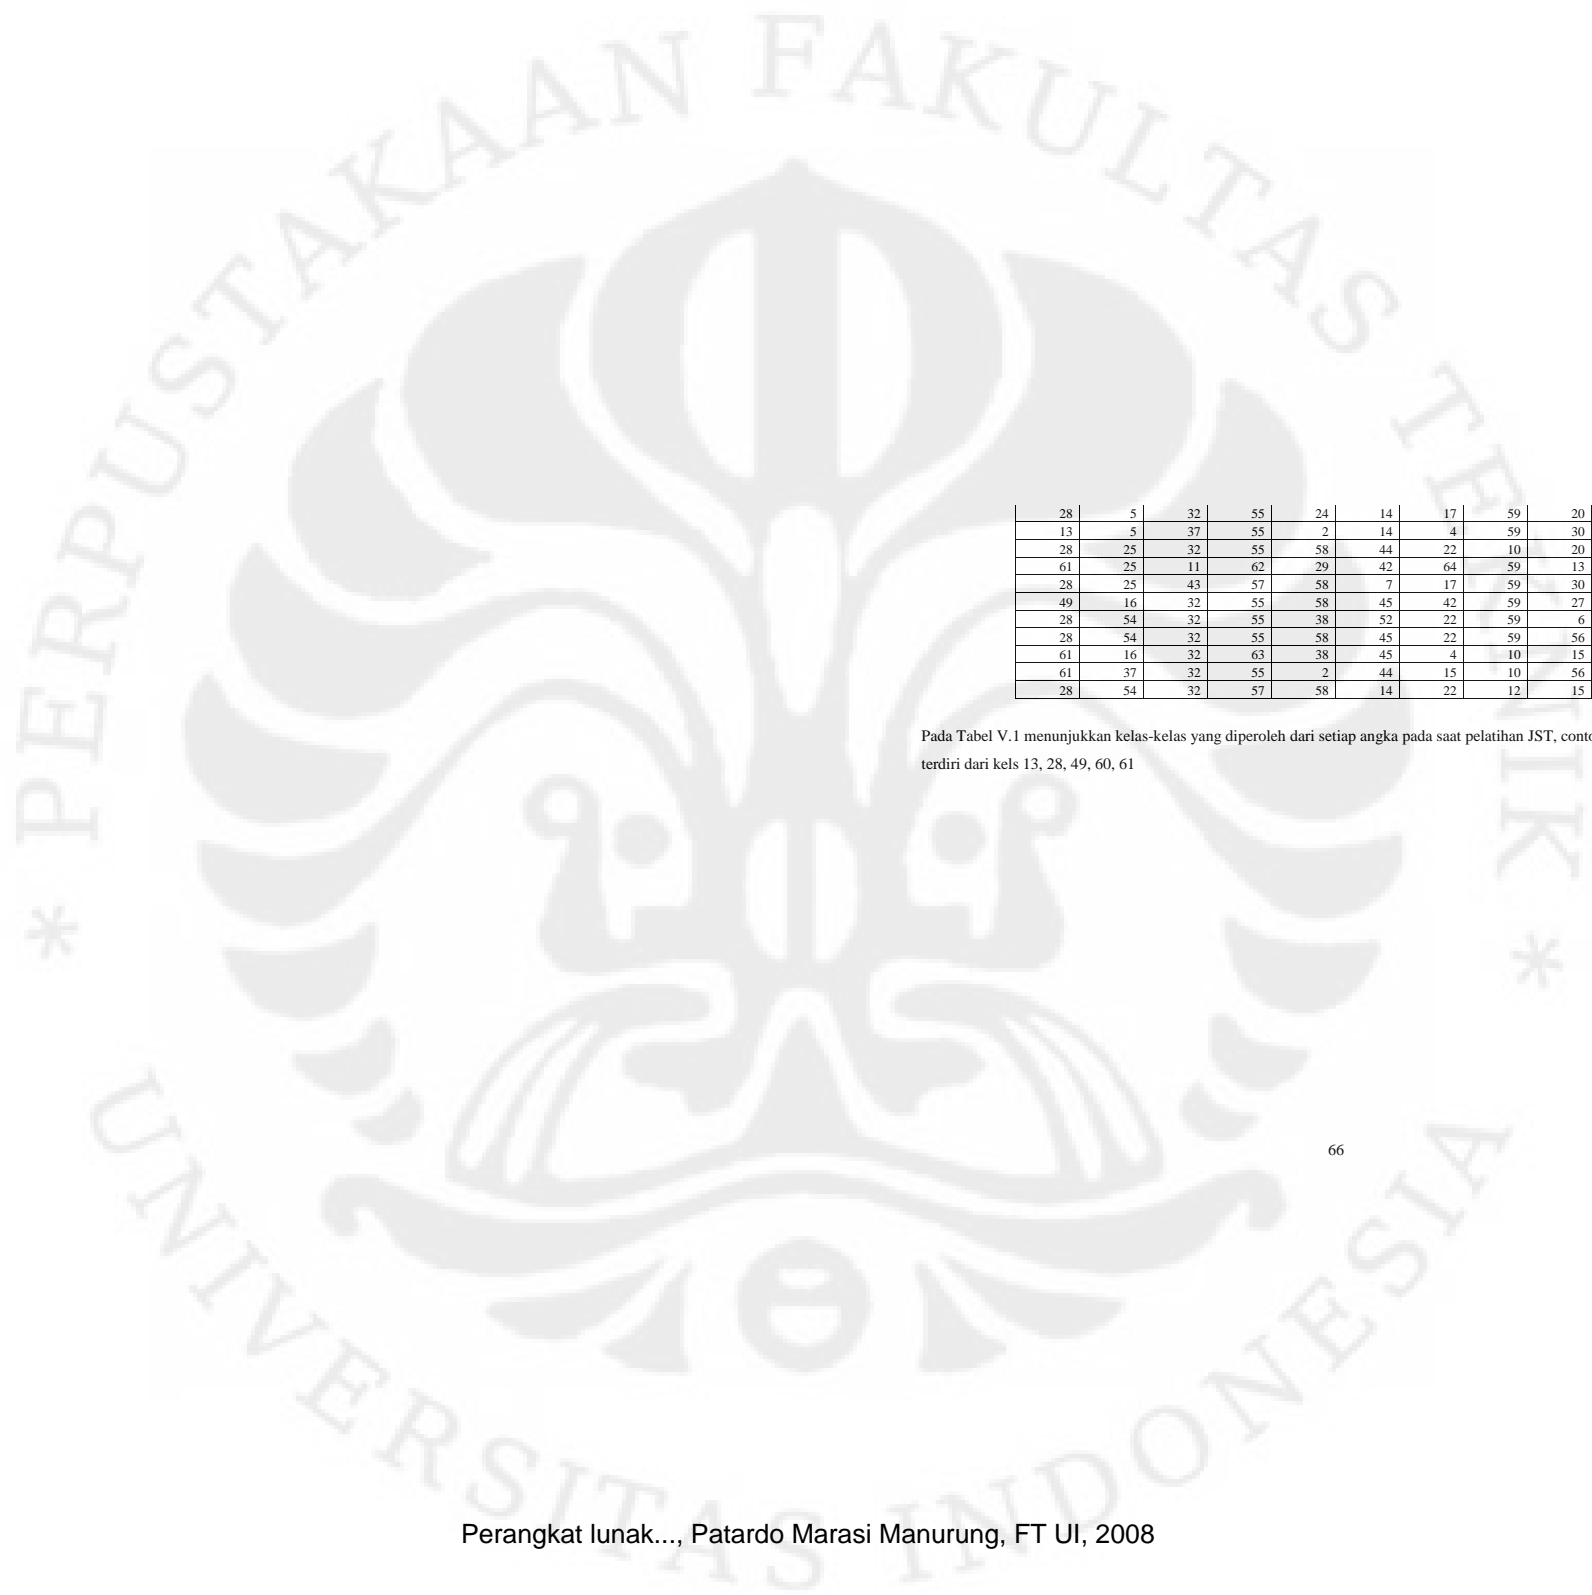 PERPUSTAKAAN FAKULTAS TEKNIK
28 5 32 55 24 14 17 59 20
13 5 37 55 2 14 4 59 30
28 25 32 55 58 44 22 10 20
61 25 11 62 29 42 64 59 13
28 25 43 57 58 7 17 59 30
49 16 32 55 58 45 42 59 27
28 54 32 55 38 52 22 59 6
28 54 32 55 58 45 22 59 56
61 16 32 63 38 45 4 10 15
61 37 32 55 2 44 15 10 56
28 54 32 57 58 14 22 12 15
Pada Tabel V.1 menunjukkan kelas-kelas yang diperoleh dari setiap angka pada saat pelatihan JST, conto
terdiri dari kels 13, 28, 49, 60, 61
66
* UNIVERSITAS INDONESIA *
Perangkat lunak..., Patardo Marasi Manurung, FT UI, 2008